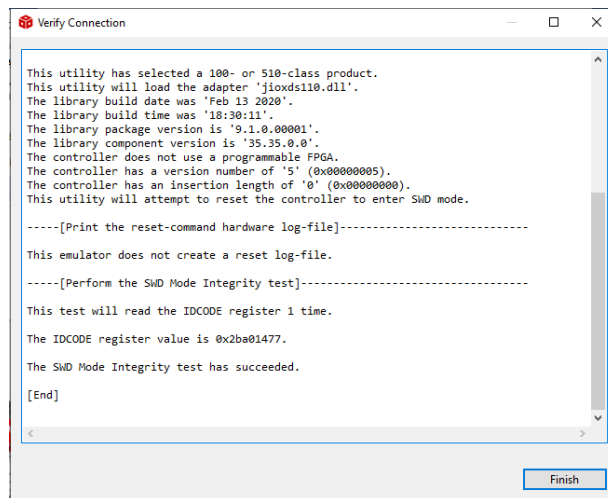 Verify Connection
This utility has selected a 100- or 510-class product.
This utility will load the adapter 'jioxds110.dll'.
The library build date was 'Feb 13 2020'.
The library build time was '18:30:11'.
The library package version is '9.1.0.00001'.
The library component version is '35.35.0.0'.
The controller does not use a programmable FPGA.
The controller has a version number of '5' (0x00000005).
The controller has an insertion length of '0' (0x00000000).
This utility will attempt to reset the controller to enter SWD mode.
-----[Print the reset-command hardware log-file]-----------------------------
This emulator does not create a reset log-file.
-----[Perform the SWD Mode Integrity test]-----------------------------------
This test will read the IDCODE register 1 time.
The IDCODE register value is 0x2ba01477.
The SWD Mode Integrity test has succeeded.
[End]
Finish